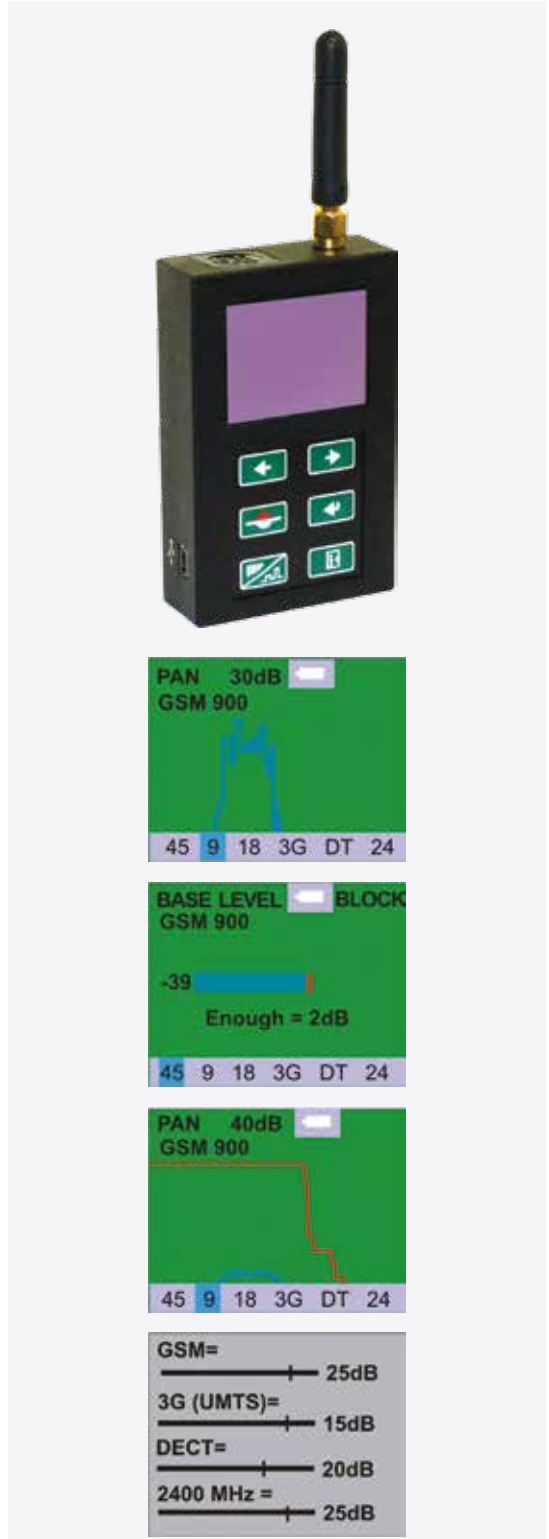 PAN 30dB
GSM 900
45 9 18 3G DT 24
BASE LEVEL BLOCK
GSM 900
-39
Enough = 2dB
45 9 18 3G DT 24
PAN 40dB
GSM 900
45 9 18 3G DT 24
GSM=
25dB
3G (UMTS)=
15dB
DECT=
20dB
2400 MHz =
25dB